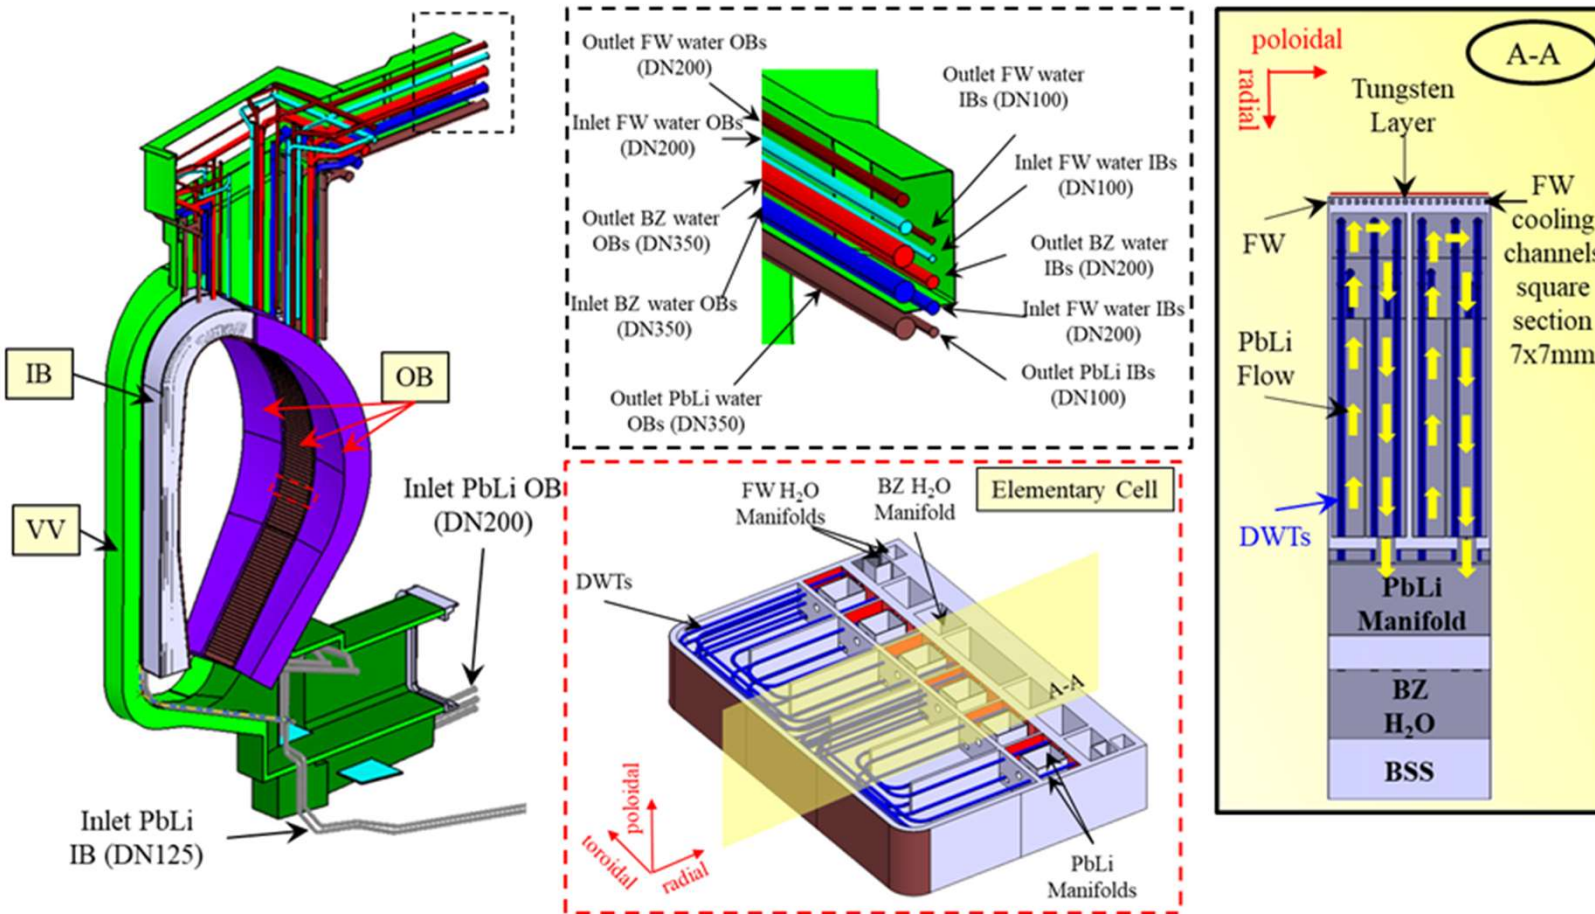 IB
OB
VV
Inlet PbLi OB
(DN200)
Inlet PbLi
IB (DN125)
Outlet FW water OBs
(DN200)
Inlet FW water OBs
(DN200)
Outlet BZ water
OBs (DN350)
Inlet BZ water OBs
(DN350)
Outlet PbLi water
OBs (DN350)
Outlet FW water
IBs (DN100)
Inlet FW water IBs
(DN100)
Outlet BZ water
IBs (DN200)
Inlet FW water IBs
(DN200)
Outlet PbLi IBs
(DN100)
Elementary Cell
FW H₂O
Manifolds
BZ H₂O
Manifold
DWTs
A-A
PbLi
Manifolds
poloidal
toroidal
radial
A-A
poloidal
radial
Tungsten
Layer
FW
FW
cooling
channels
square
section
7x7mm
PbLi
Flow
DWTs
PbLi
Manifold
BZ
H₂O
BSS